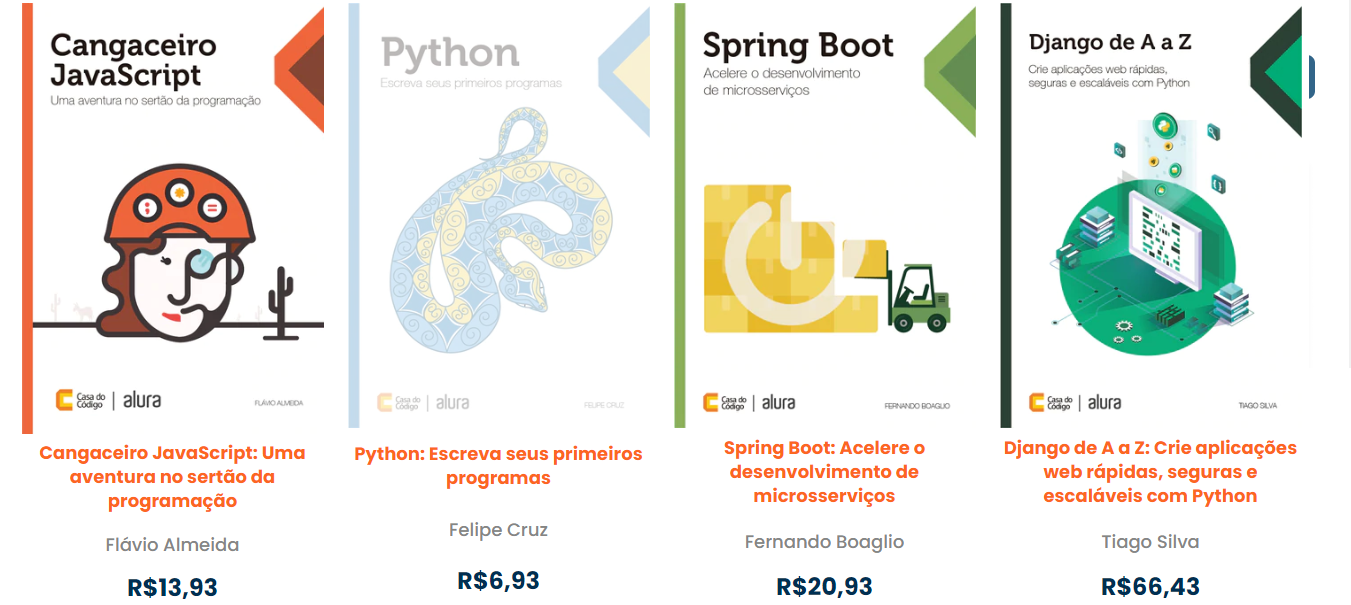 Cangaceiro
JavaScript
Uma aventura no sertão da programação
;
=
Casa do
Código
alura
FLÁVIO ALMEIDA
Cangaceiro JavaScript: Uma
aventura no sertão da
programação
Flávio Almeida
R$13,93
Python
Escreva seus primeiros programas
Casa do
Código
alura
FELIPE CRUZ
Python: Escreva seus primeiros
programas
Felipe Cruz
R$6,93
Spring Boot
Acelere o desenvolvimento
de microsserviços
Casa do
Código
alura
FERNANDO BOAGLIO
Spring Boot: Acelere o
desenvolvimento de
microsserviços
Fernando Boaglio
R$20,93
Django de A a Z
Crie aplicações web rápidas,
seguras e escaláveis com Python
Casa do
Código
alura
TIAGO SILVA
Django de A a Z: Crie aplicações
web rápidas, seguras e
escaláveis com Python
Tiago Silva
R$66,43